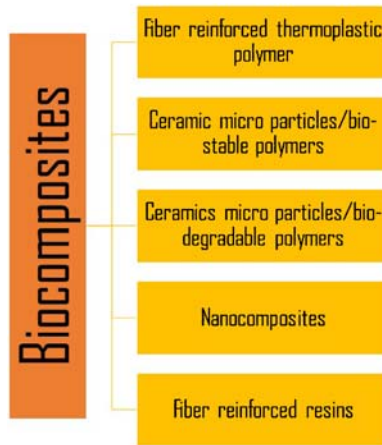 Biocomposites
Fiber reinforced thermoplastic
polymer
Ceramic micro particles/bio-
stable polymers
Ceramics micro particles/bio-
degradable polymers
Nanocomposites
Fiber reinforced resins